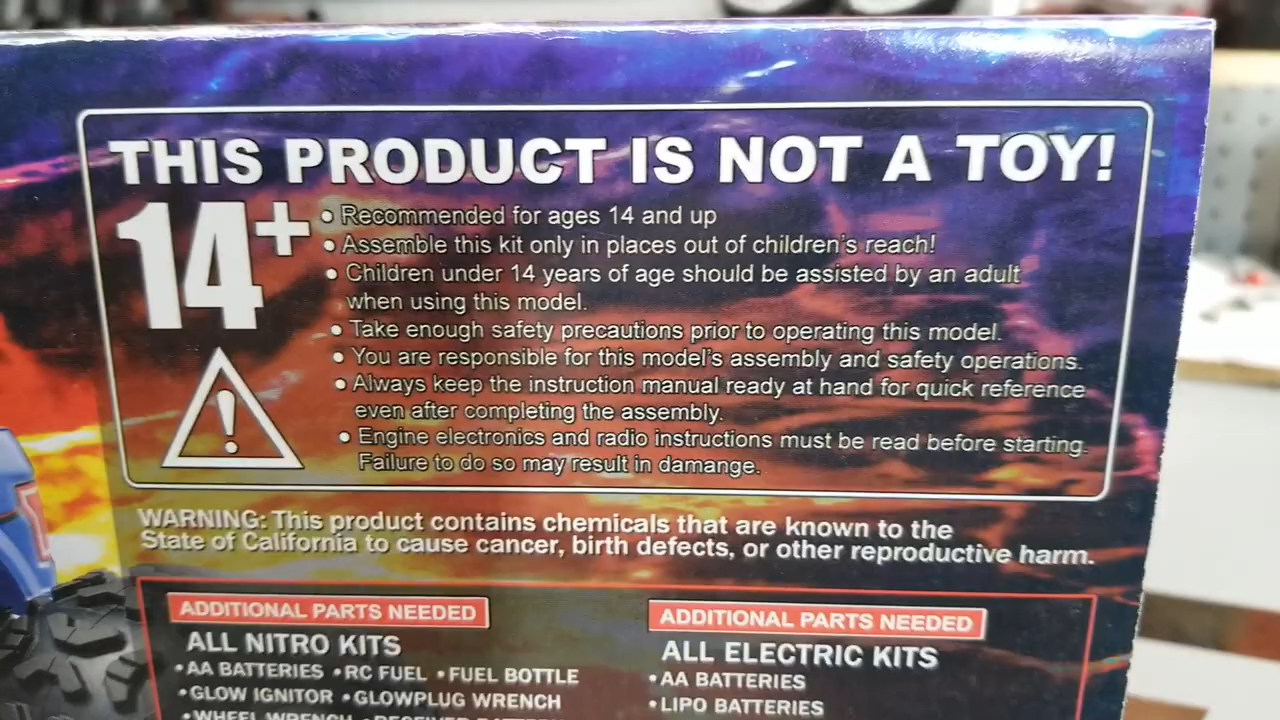 THIS PRODUCT IS NOT A TOY!
14+
• Recommended for ages 14 and up
• Assemble this kit only in places out of children's reach!
• Children under 14 years of age should be assisted by an adult
when using this model.
• Take enough safety precautions prior to operating this model.
• You are responsible for this model's assembly and safety operations.
• Always keep the instruction manual ready at hand for quick reference
even after completing the assembly.
• Engine electronics and radio instructions must be read before starting.
Failure to do so may result in damange.
WARNING: This product contains chemicals that are known to the
State of California to cause cancer, birth defects, or other reproductive harm.
ADDITIONAL PARTS NEEDED
ALL NITRO KITS
• AA BATTERIES • RC FUEL • FUEL BOTTLE
• GLOW IGNITOR • GLOWPLUG WRENCH
• WHEEL WRENCH • RECEIVER
ADDITIONAL PARTS NEEDED
ALL ELECTRIC KITS
• AA BATTERIES
• LIPO BATTERIES